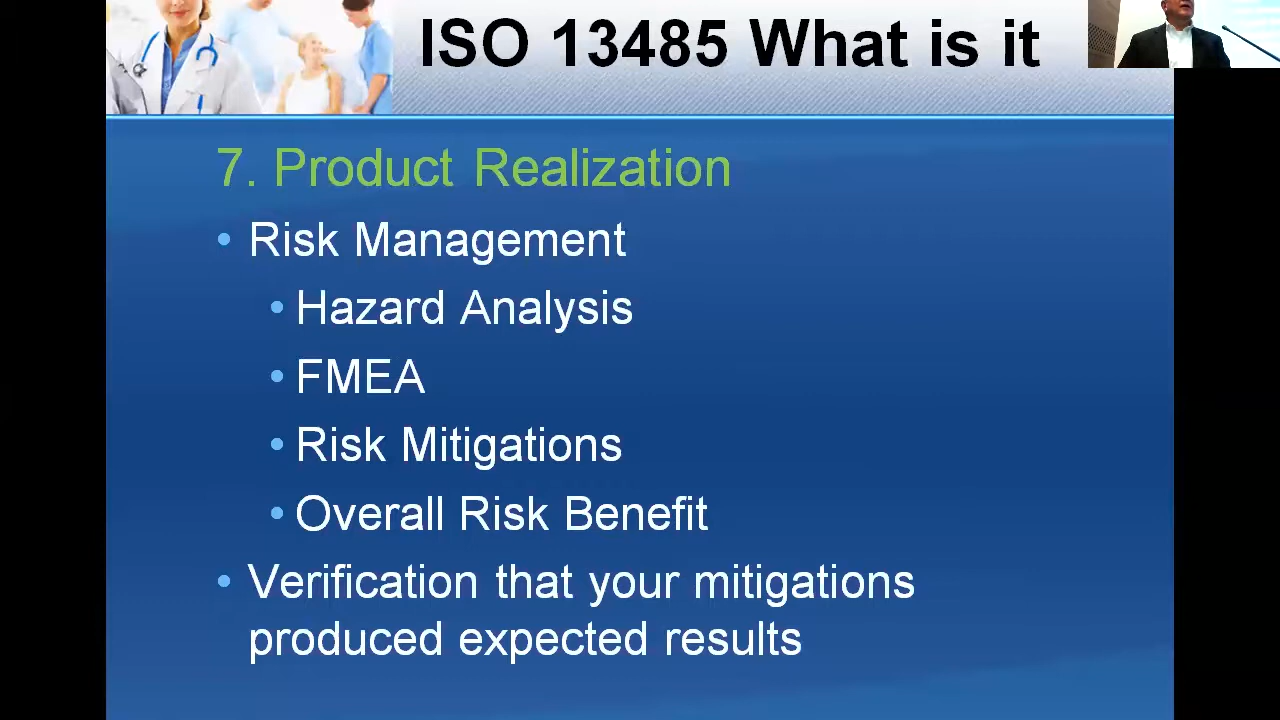 ISO 13485 What is it
7. Product Realization
• Risk Management
• Hazard Analysis
• FMEA
• Risk Mitigations
• Overall Risk Benefit
• Verification that your mitigations
produced expected results